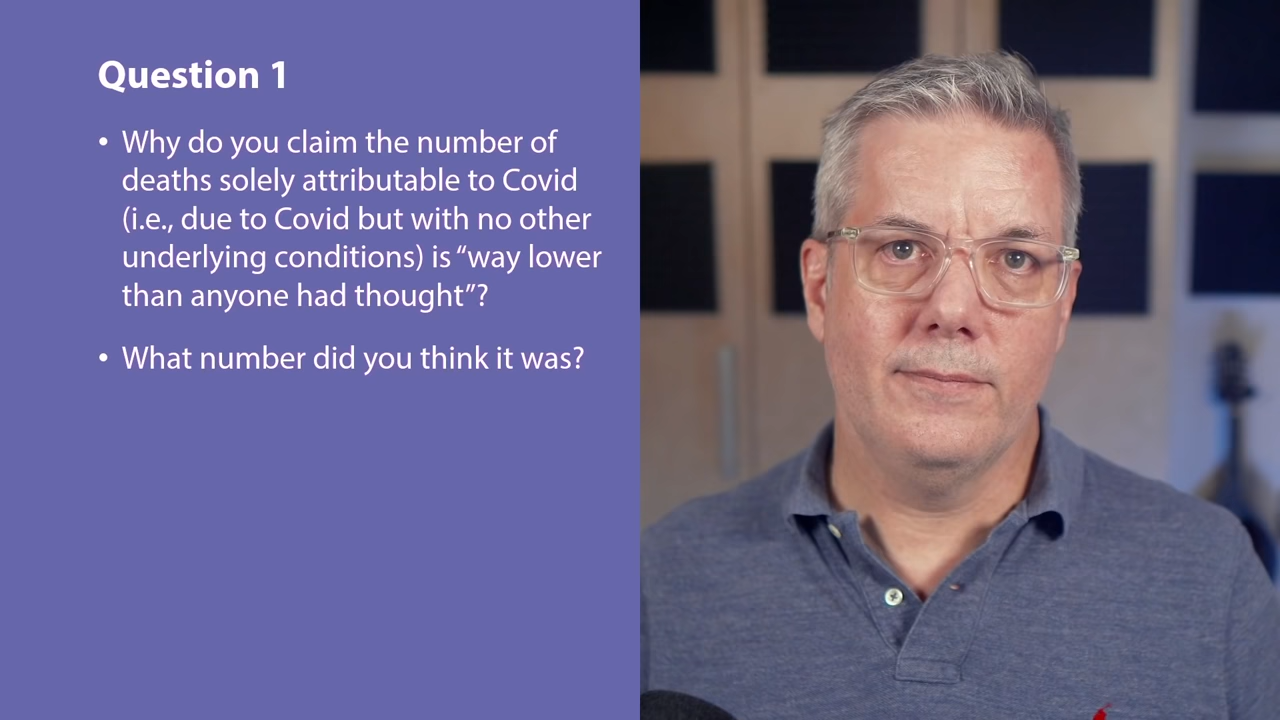 Question 1
• Why do you claim the number of
deaths solely attributable to Covid
(i.e., due to Covid but with no other
underlying conditions) is “way lower
than anyone had thought”?
• What number did you think it was?